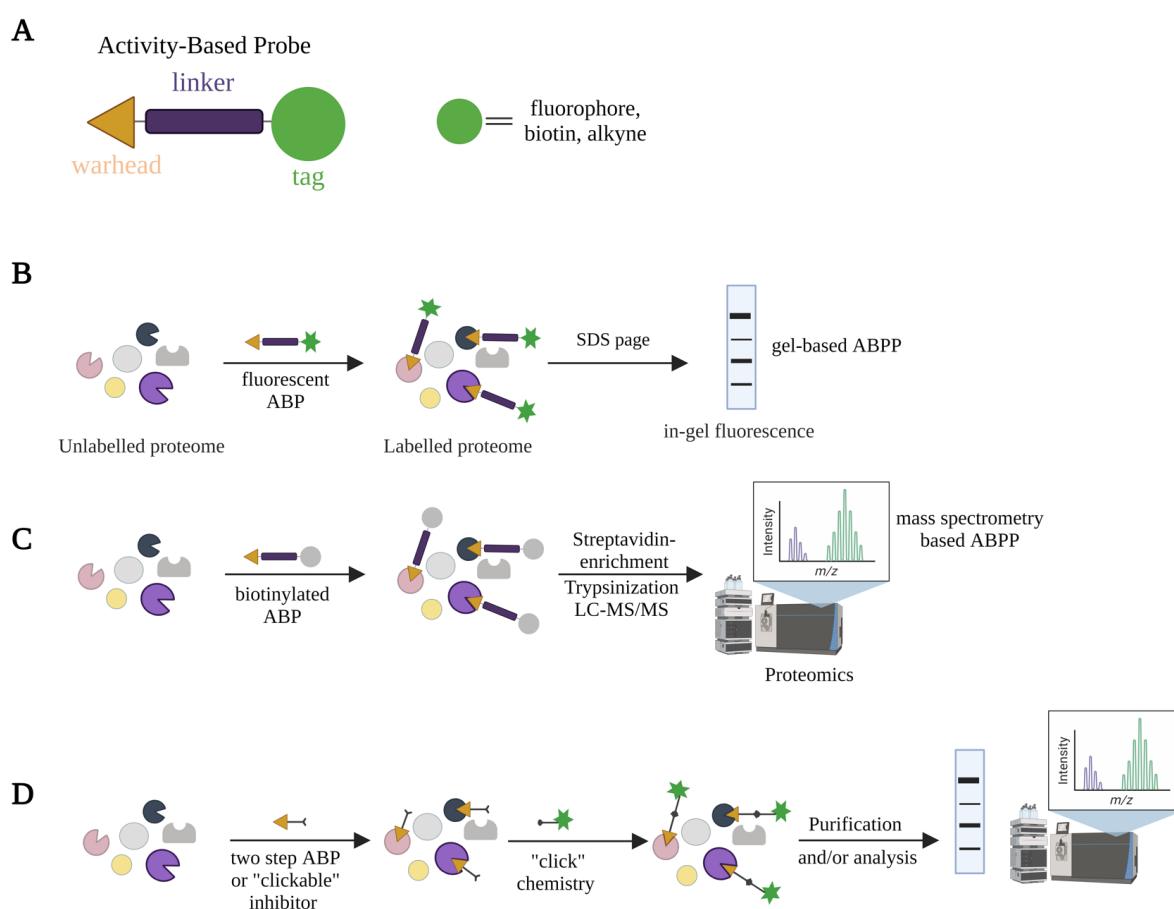 A
Activity-Based Probe
linker
warhead
tag
fluorophore,
biotin, alkyne
B
fluorescent
ABP
SDS page
gel-based ABPP
Unlabelled proteome
Labelled proteome
in-gel fluorescence
C
biotinylated
ABP
Streptavidin-
enrichment
Trypsinization
LC-MS/MS
Intensity
m/z
mass spectrometry
based ABPP
Proteomics
D
two step ABP
or "clickable"
inhibitor
"click"
chemistry
Purification
and/or analysis
Intensity
m/z